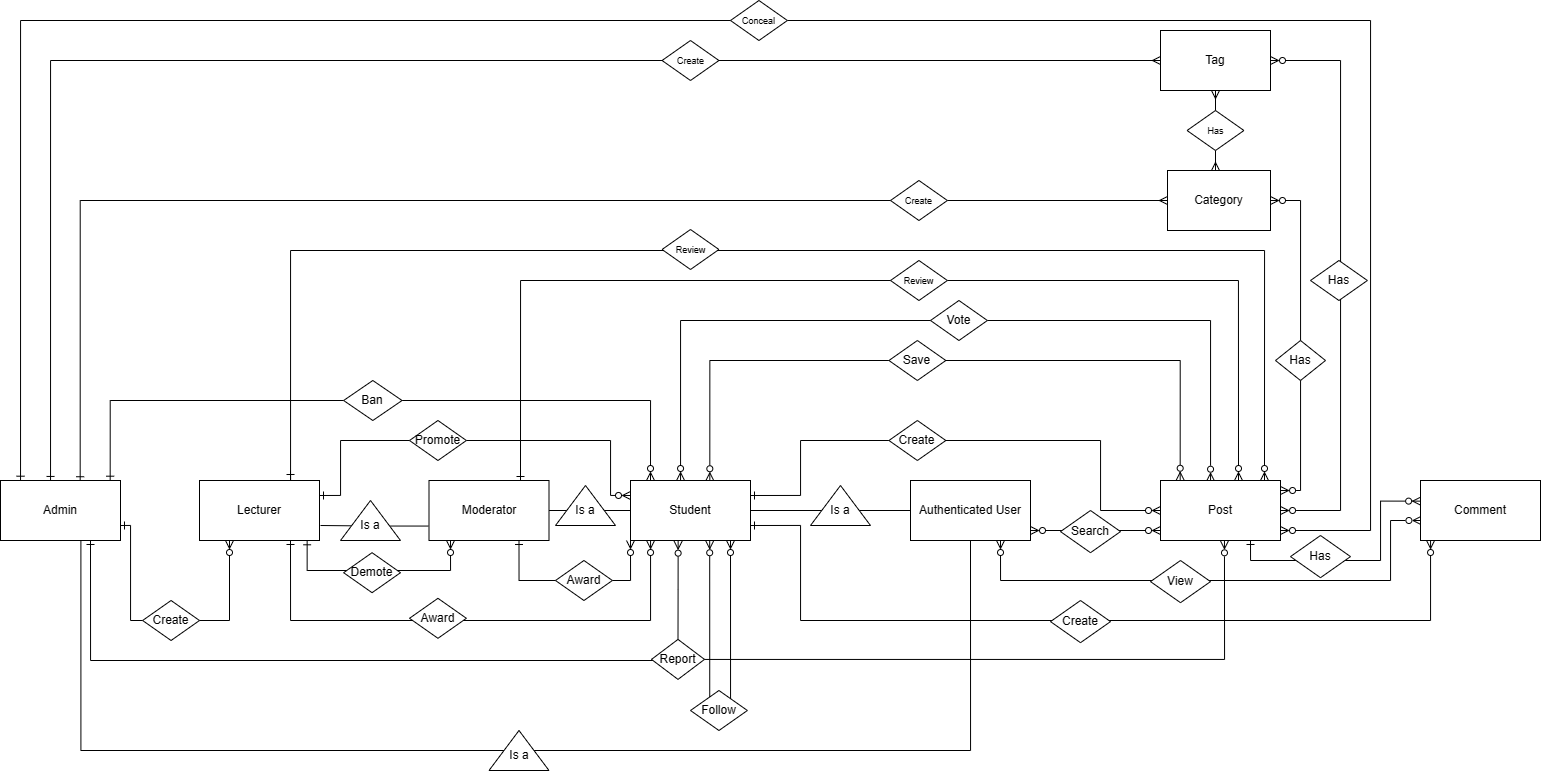 Conceal
Create
Tag
Has
Create
Category
Review
Review
Has
Vote
Save
Has
Ban
Promote
Create
Admin
Lecturer
Is a
Moderator
Is a
Student
Is a
Authenticated User
Search
Post
Comment
Has
Demote
Award
View
Create
Award
Create
Report
Follow
Is a